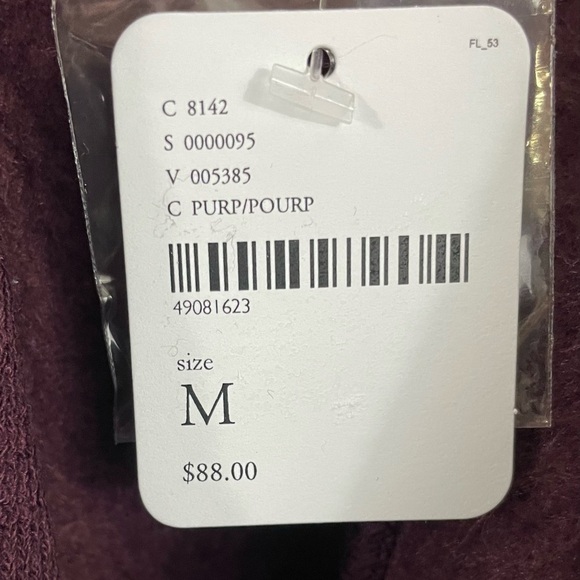 FL_53
C 8142
S 0000095
V 005385
C PURP/POURP
49081623
size
M
$88.00